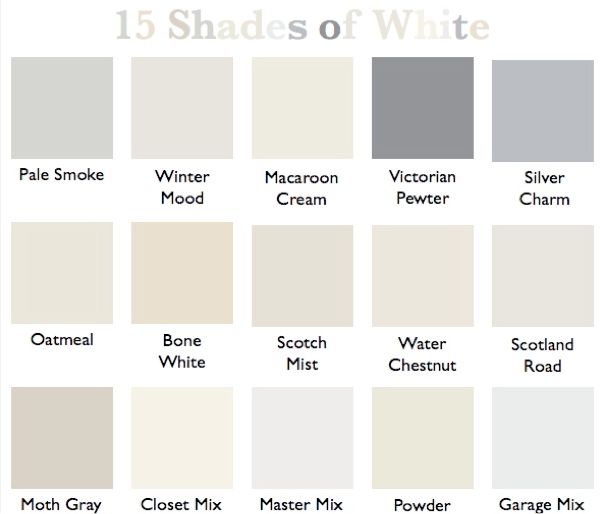 15 Shades of White
Pale Smoke
Winter
Mood
Macaroon
Cream
Victorian
Pewter
Silver
Charm
Oatmeal
Bone
White
Scotch
Mist
Water
Chestnut
Scotland
Road
Moth Gray
Closet Mix
Master Mix
Powder
Garage Mix